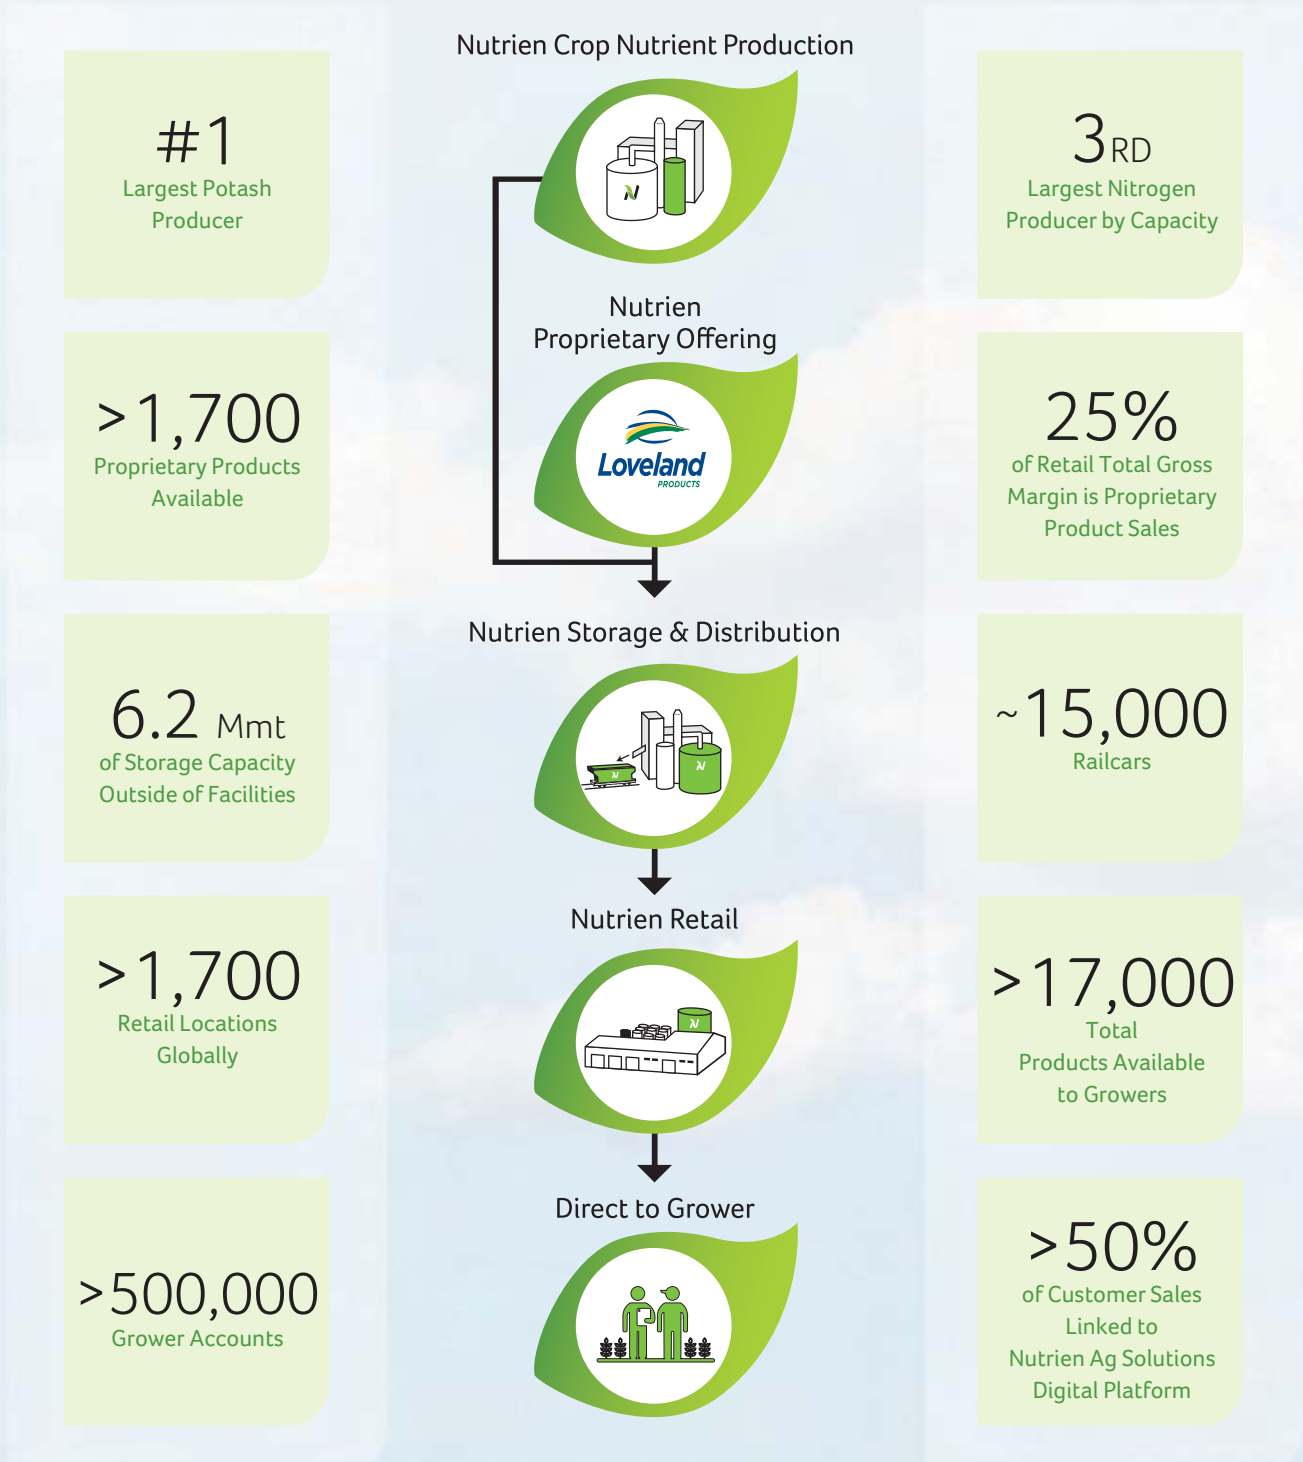 Nutrien Crop Nutrient Production
#1
Largest Potash
Producer
3RD
Largest Nitrogen
Producer by Capacity
N
Nutrien
Proprietary Offering
>1,700
Proprietary Products
Available
Loveland
PRODUCTS
25%
of Retail Total Gross
Margin is Proprietary
Product Sales
Nutrien Storage & Distribution
6.2 Mmt
of Storage Capacity
Outside of Facilities
N
N
~15,000
Railcars
Nutrien Retail
>1,700
Retail Locations
Globally
N
>17,000
Total
Products Available
to Growers
Direct to Grower
>500,000
Grower Accounts
>50%
of Customer Sales
Linked to
Nutrien Ag Solutions
Digital Platform